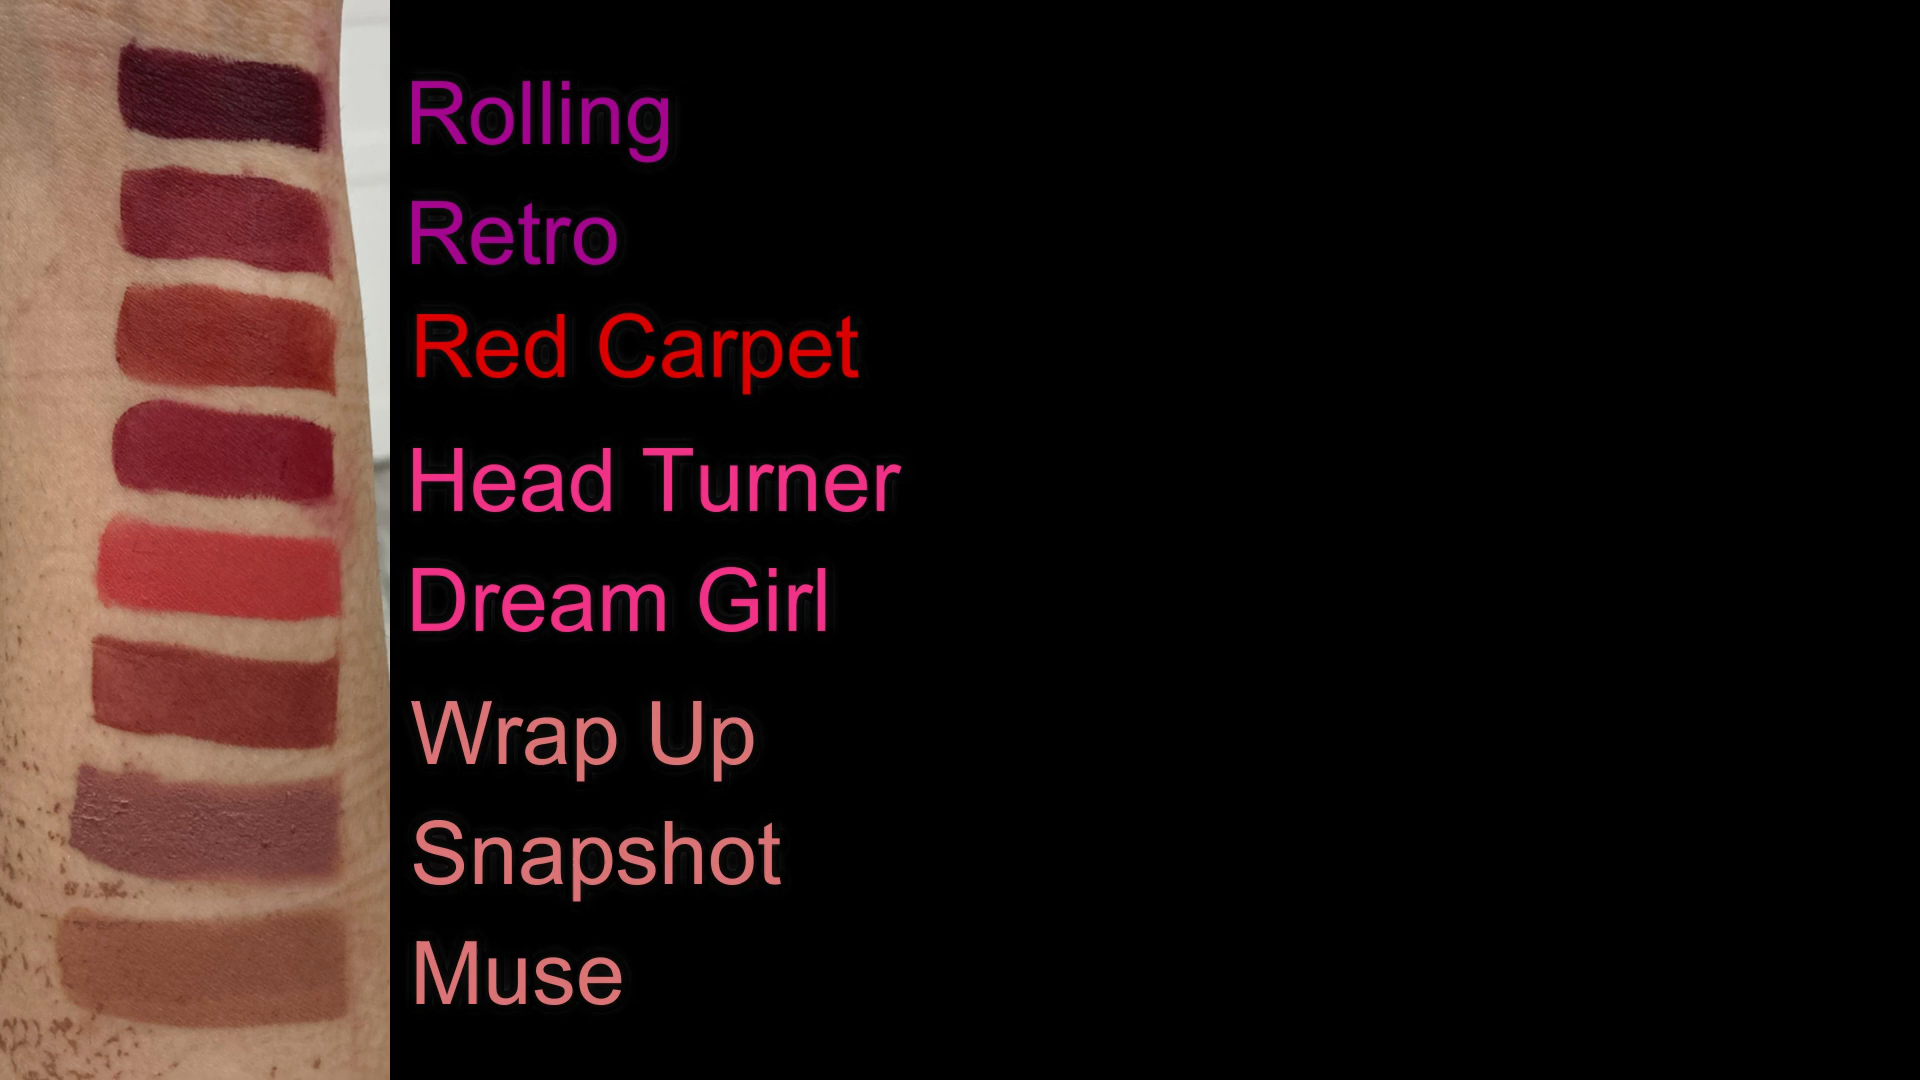 Rolling
Retro
Red Carpet
Head Turner
Dream Girl
Wrap Up
Snapshot
Muse